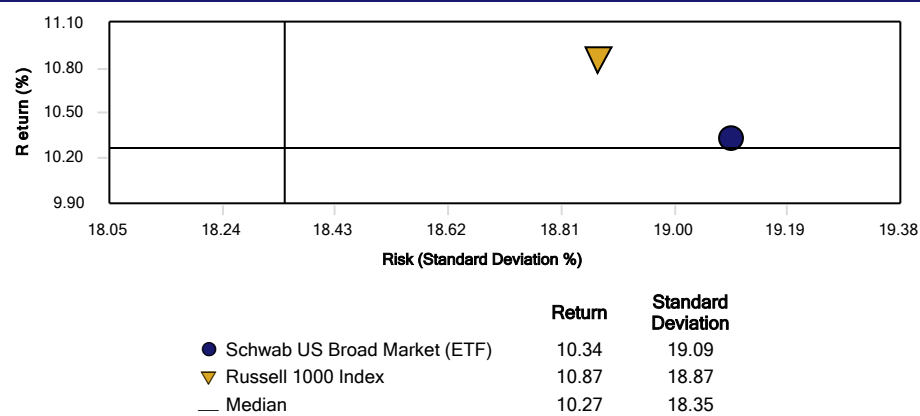 11.10
10.80
10.50
10.20
9.90
Return (%)
18.05 18.24 18.43 18.62 18.81 19.00 19.19 19.38
Risk (Standard Deviation %)
Return Standard Deviation
Schwab US Broad Market (ETF) 10.34 19.09
Russell 1000 Index 10.87 18.87
Median 10.27 18.35